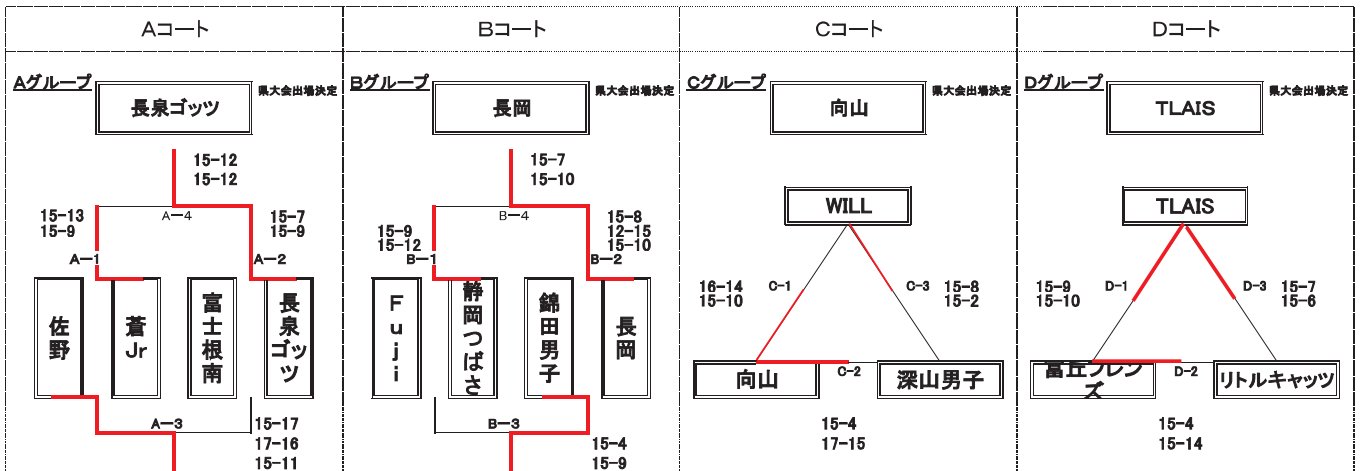 Aコート
Bコート
Cコート
Dコート
Aグループ
長泉ゴッツ
県大会出場決定
15-12
15-12
15-13
15-9
A-4
15-7
15-9
A-1
A-2
佐野
蒼Jr
富士根南
長泉ゴッツ
A-3
15-17
17-16
15-11
Bグループ
長岡
県大会出場決定
15-7
15-10
15-9
15-12
B-4
15-8
12-15
15-10
B-1
B-2
Fujji
静岡つばさ
錦田男子
長岡
B-3
15-4
15-9
Cグループ
向山
県大会出場決定
WILL
16-14
15-10
C-1
C-3
15-8
15-2
向山
C-2
深山男子
15-4
17-15
Dグループ
TLAIS
県大会出場決定
TLAIS
15-9
15-10
D-1
D-3
15-7
15-6
富丘フレンズ
D-2
リトルキャッツ
15-4
15-14